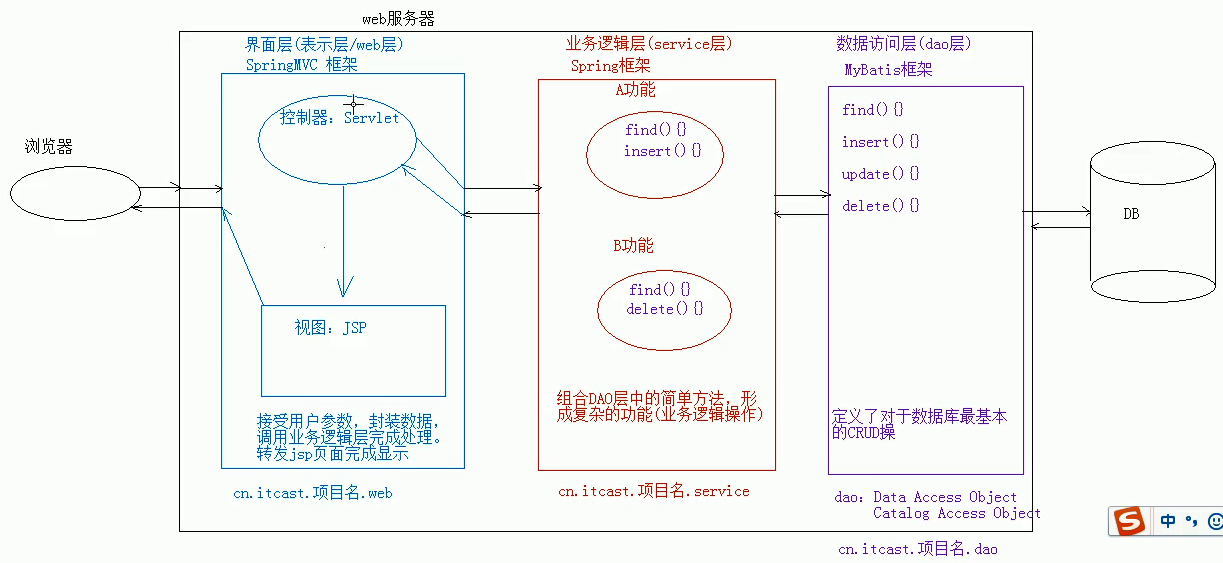 web服务器
界面层(表示层/web层)
SpringMVC 框架
控制器: Servlet
视图: JSP
接受用户参数，封装数据，
调用业务逻辑层完成处理。
转发jsp页面完成显示
cn.itcast.项目名.web
浏览器
业务逻辑层(service层)
Spring框架
A功能
find(){}
insert(){}
B功能
find(){}
delete(){}
组合DAO层中的简单方法，形
成复杂的功能(业务逻辑操作)
cn.itcast.项目名.service
数据访问层(dao层)
MyBatis框架
find(){}
insert(){}
update(){}
delete(){}
定义了对于数据库最基本
的CRUD操
dao: Data Access Object
Catalog Access Object
cn.itcast.项目名.dao
DB
S 中 °,